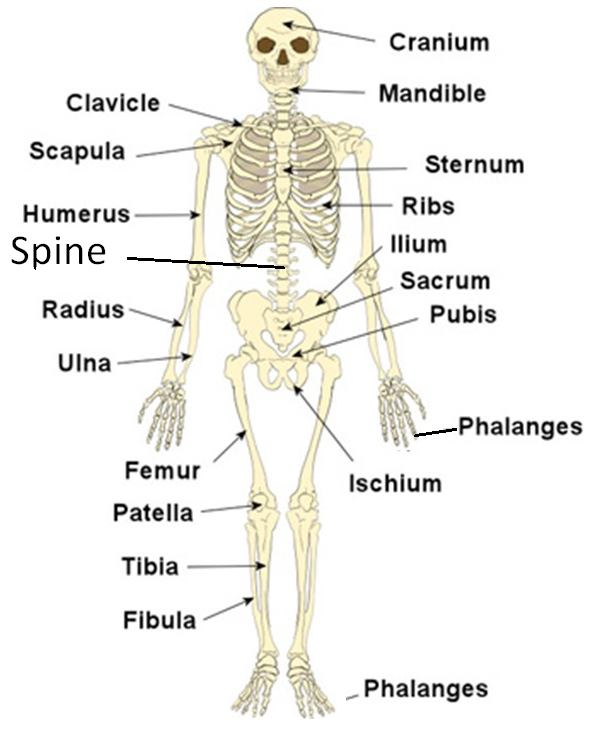 Cranium
Mandible
Clavicle
Scapula
Sternum
Humerus
Ribs
Spine
Ilium
Sacrum
Radius
Pubis
Ulna
Phalanges
Femur
Ischium
Patella
Tibia
Fibula
Phalanges